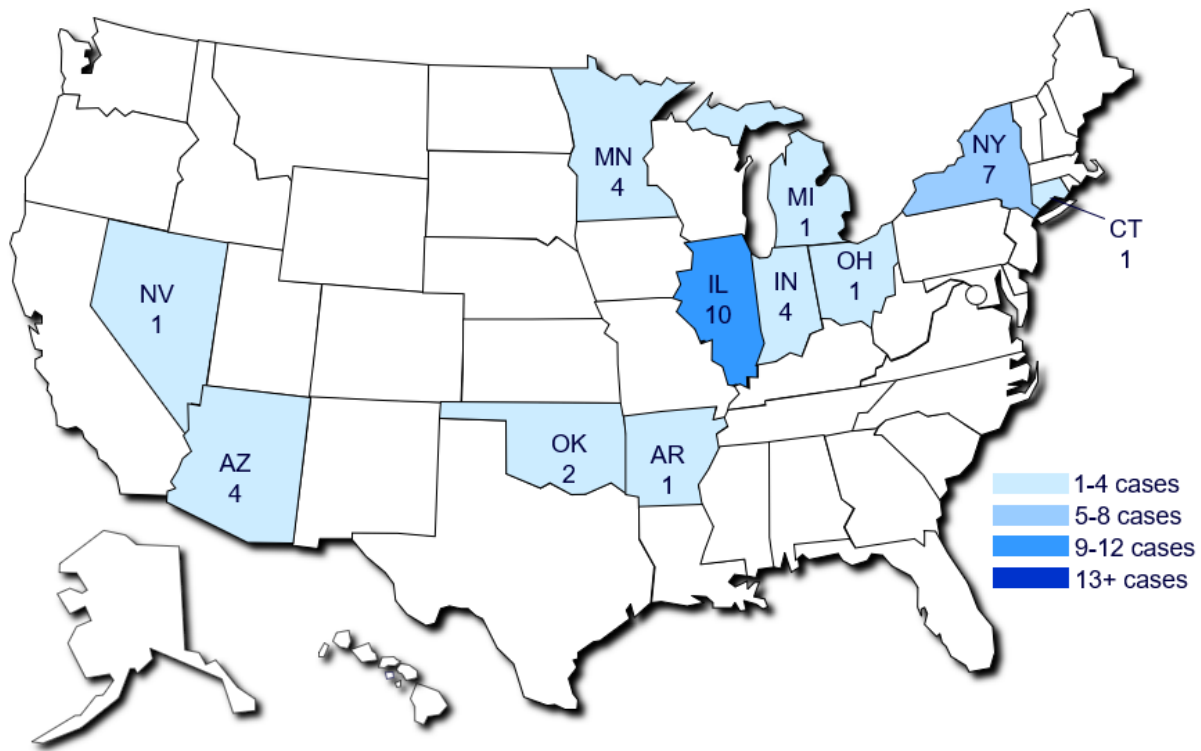 MN
4
NY
7
MI
1
CT
1
OH
1
IL
10
IN
4
NV
1
OK
2
AR
1
AZ
4
1-4 cases
5-8 cases
9-12 cases
13+ cases